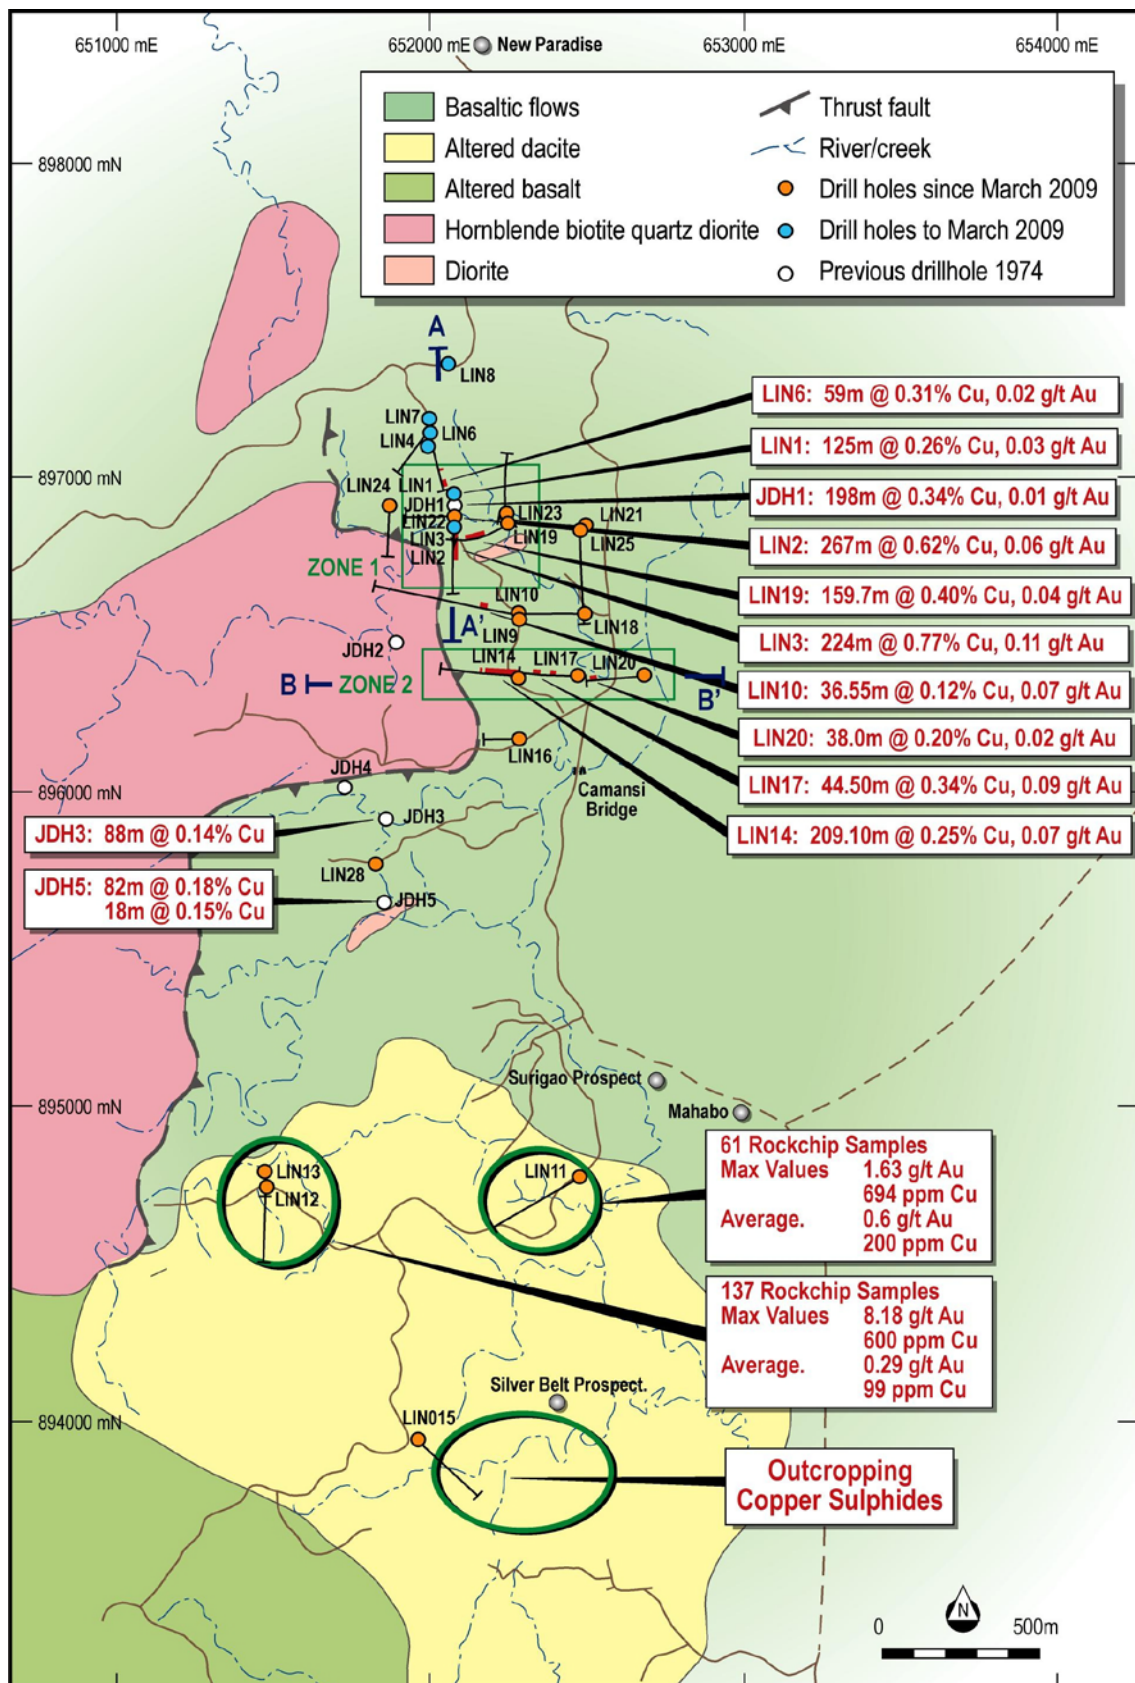 651000 mE
652000 mE
653000 mE
654000 mE
New Paradise
Basaltic flows
Altered dacite
Altered basalt
Hornblende biotite quartz diorite
Diorite
Thrust fault
River/creek
Drill holes since March 2009
Drill holes to March 2009
Previous drillhole 1974
898000 mN
A
LIN8
LIN7
LIN6
LIN4
897000 mN
LIN24
LIN1
JDH1
LIN22
LIN3
LIN2
LIN23
LIN19
LIN21
LIN25
ZONE 1
LIN10
LIN9
LIN18
A'
JDH2
B
ZONE 2
LIN14
LIN17
LIN20
B'
LIN16
Camansi
Bridge
LIN6: 59m @ 0.31% Cu, 0.02 g/t Au
LIN1: 125m @ 0.26% Cu, 0.03 g/t Au
JDH1: 198m @ 0.34% Cu, 0.01 g/t Au
LIN2: 267m @ 0.62% Cu, 0.06 g/t Au
LIN19: 159.7m @ 0.40% Cu, 0.04 g/t Au
LIN3: 224m @ 0.77% Cu, 0.11 g/t Au
LIN10: 36.55m @ 0.12% Cu, 0.07 g/t Au
LIN20: 38.0m @ 0.20% Cu, 0.02 g/t Au
LIN17: 44.50m @ 0.34% Cu, 0.09 g/t Au
LIN14: 209.10m @ 0.25% Cu, 0.07 g/t Au
JDH4
896000 mN
JDH3
JDH3: 88m @ 0.14% Cu
LIN28
JDH5: 82m @ 0.18% Cu
18m @ 0.15% Cu
JDH5
Surigao Prospect
Mahabo
895000 mN
LIN13
LIN12
LIN11
61 Rockchip Samples
Max Values 1.63 g/t Au
694 ppm Cu
Average. 0.6 g/t Au
200 ppm Cu
137 Rockchip Samples
Max Values 8.18 g/t Au
600 ppm Cu
Average. 0.29 g/t Au
99 ppm Cu
Silver Belt Prospect.
894000 mN
LIN015
Outcropping
Copper Sulphides
N
0 500m